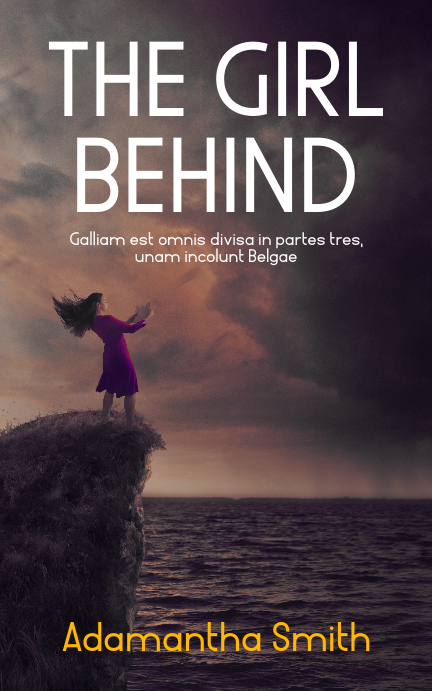 THE GIRL
BEHIND
Galliam est omnis divisa in partes tres,
unam incolunt Belgae
Adamantha Smith